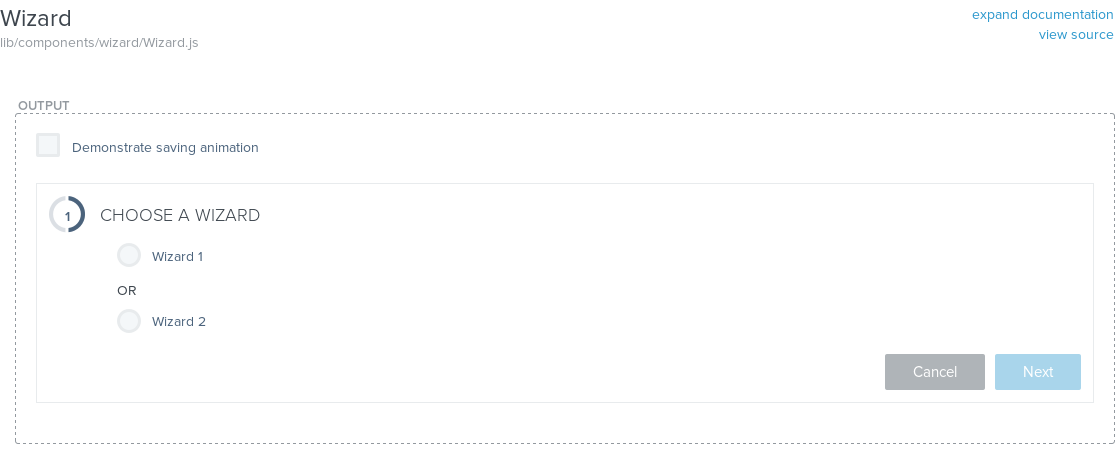 Wizard
expand documentation
lib/components/wizard/Wizard.js
view source
OUTPUT
Demonstrate saving animation
1 CHOOSE A WIZARD
Wizard 1
OR
Wizard 2
Cancel Next